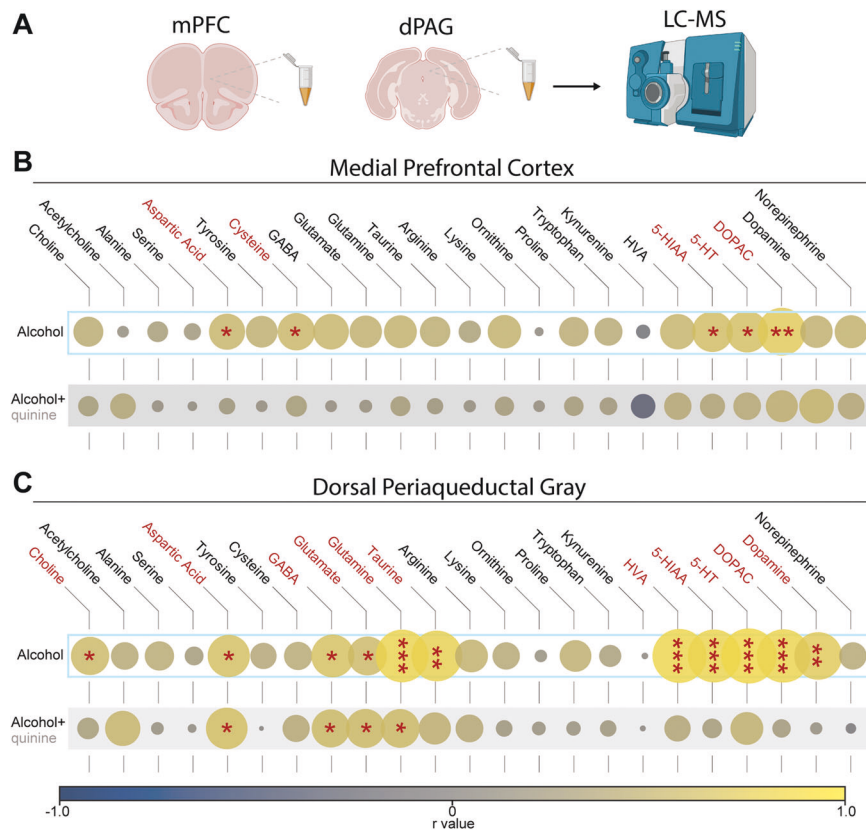 A
mPFC
dPAG
LC-MS
B
Medial Prefrontal Cortex
Choline
Acetylcholine
Alanine
Serine
Aspartic Acid
Tyrosine
Cysteine
GABA
Glutamate
Glutamine
Taurine
Arginine
Lysine
Ornithine
Proline
Tryptophan
Kynurenine
HVA
5-HIAA
5-HT
DOPAC
Dopamine
Norepinephrine
Alcohol
* * * * **
Alcohol+
quinine
C
Dorsal Periaqueductal Gray
Choline
Acetylcholine
Alanine
Serine
Aspartic Acid
Tyrosine
Cysteine
GABA
Glutamate
Glutamine
Taurine
Arginine
Lysine
Ornithine
Proline
Tryptophan
Kynurenine
HVA
5-HIAA
5-HT
DOPAC
Dopamine
Norepinephrine
Alcohol
* * * * *** ** *** *** *** *** **
Alcohol+
quinine
* * * *
-1.0 0 1.0
r value